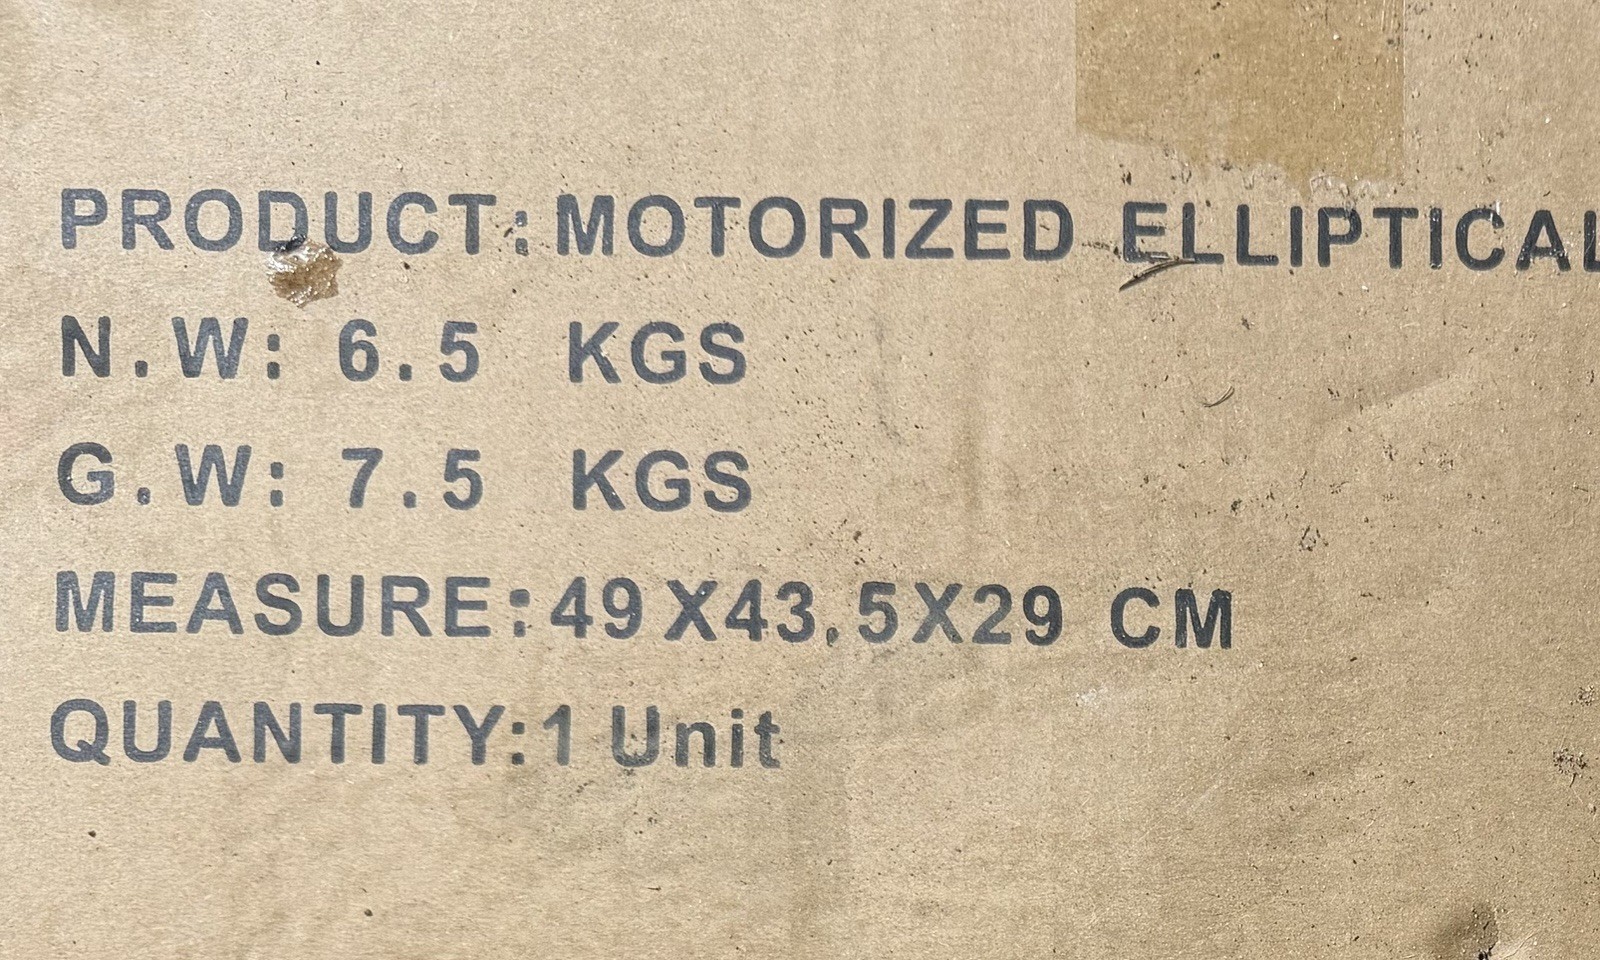 PRODUCT: MOTORIZED ELLIPTICAL
N.W: 6.5 KGS
G.W: 7.5 KGS
MEASURE: 49X43.5X29 CM
QUANTITY: 1 Unit